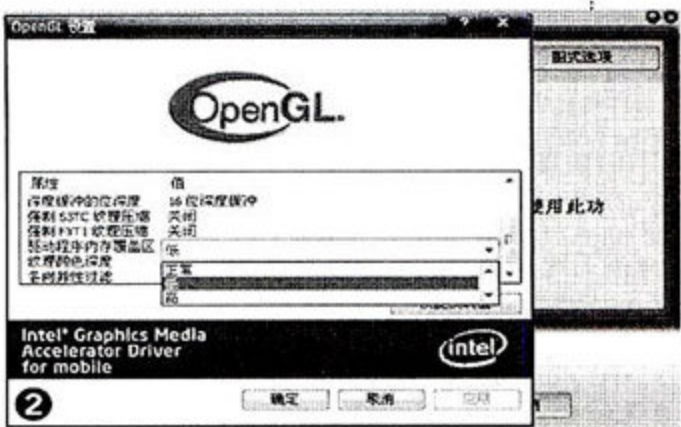 OpenGL 设置
? ×
图式选项
OpenGL.
属性 值
深度缓冲的位深度 16 位深度缓冲
强制 S3TC 纹理压缩 关闭
强制 FXT1 纹理压缩 关闭
驱动程序内存覆盖区 低
纹理颜色深度
各向异性过滤
正常
低
高
使用此功
Intel® Graphics Media
Accelerator Driver
for mobile
intel
2
确定 取消 应用